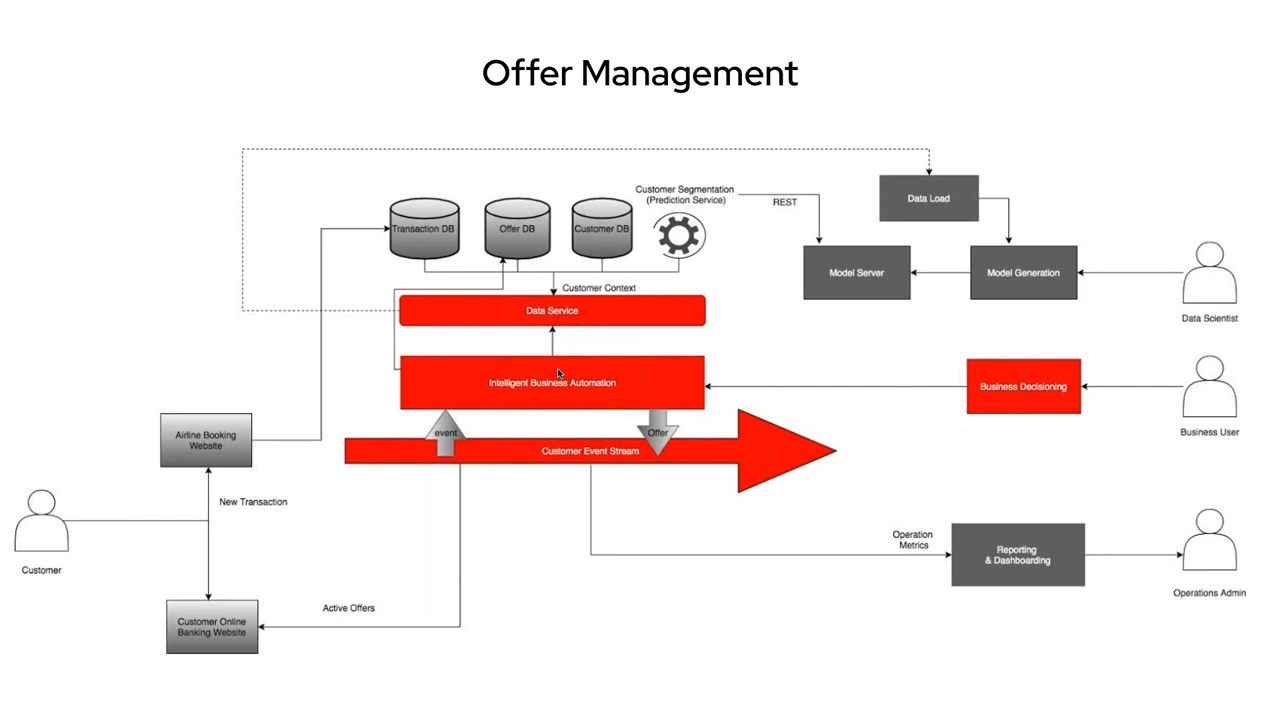 Offer Management
Customer Segmentation
(Prediction Service)
REST
Data Load
Transaction DB
Offer DB
Customer DB
Model Server
Model Generation
Data Scientist
Customer Context
Data Service
Intelligent Business Automation
Business Decisioning
Business User
event
Offer
Customer Event Stream
Airline Booking
Website
New Transaction
Customer
Operation
Metrics
Reporting
& Dashboarding
Operations Admin
Active Offers
Customer Online
Banking Website